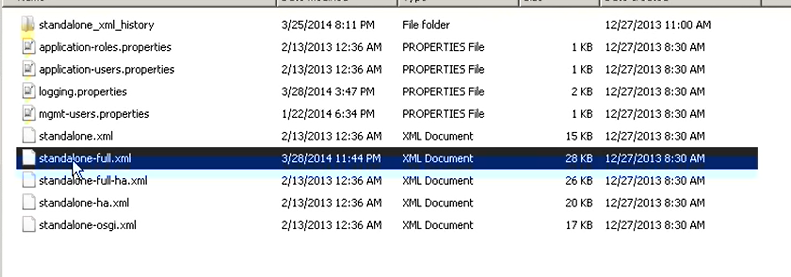 standalone_xml_history 3/25/2014 8:11 PM File folder 12/27/2013 11:00 AM
application-roles.properties 2/13/2013 12:36 AM PROPERTIES File 1 KB 12/27/2013 8:30 AM
application-users.properties 2/13/2013 12:36 AM PROPERTIES File 1 KB 12/27/2013 8:30 AM
logging.properties 3/28/2014 3:47 PM PROPERTIES File 2 KB 12/27/2013 8:30 AM
mgmt-users.properties 1/22/2014 6:34 PM PROPERTIES File 1 KB 12/27/2013 8:30 AM
standalone.xml 2/13/2013 12:36 AM XML Document 15 KB 12/27/2013 8:30 AM
standalone-full.xml 3/28/2014 11:44 PM XML Document 28 KB 12/27/2013 8:30 AM
standalone-full-ha.xml 2/13/2013 12:36 AM XML Document 26 KB 12/27/2013 8:30 AM
standalone-ha.xml 2/13/2013 12:36 AM XML Document 20 KB 12/27/2013 8:30 AM
standalone-osgi.xml 2/13/2013 12:36 AM XML Document 17 KB 12/27/2013 8:30 AM